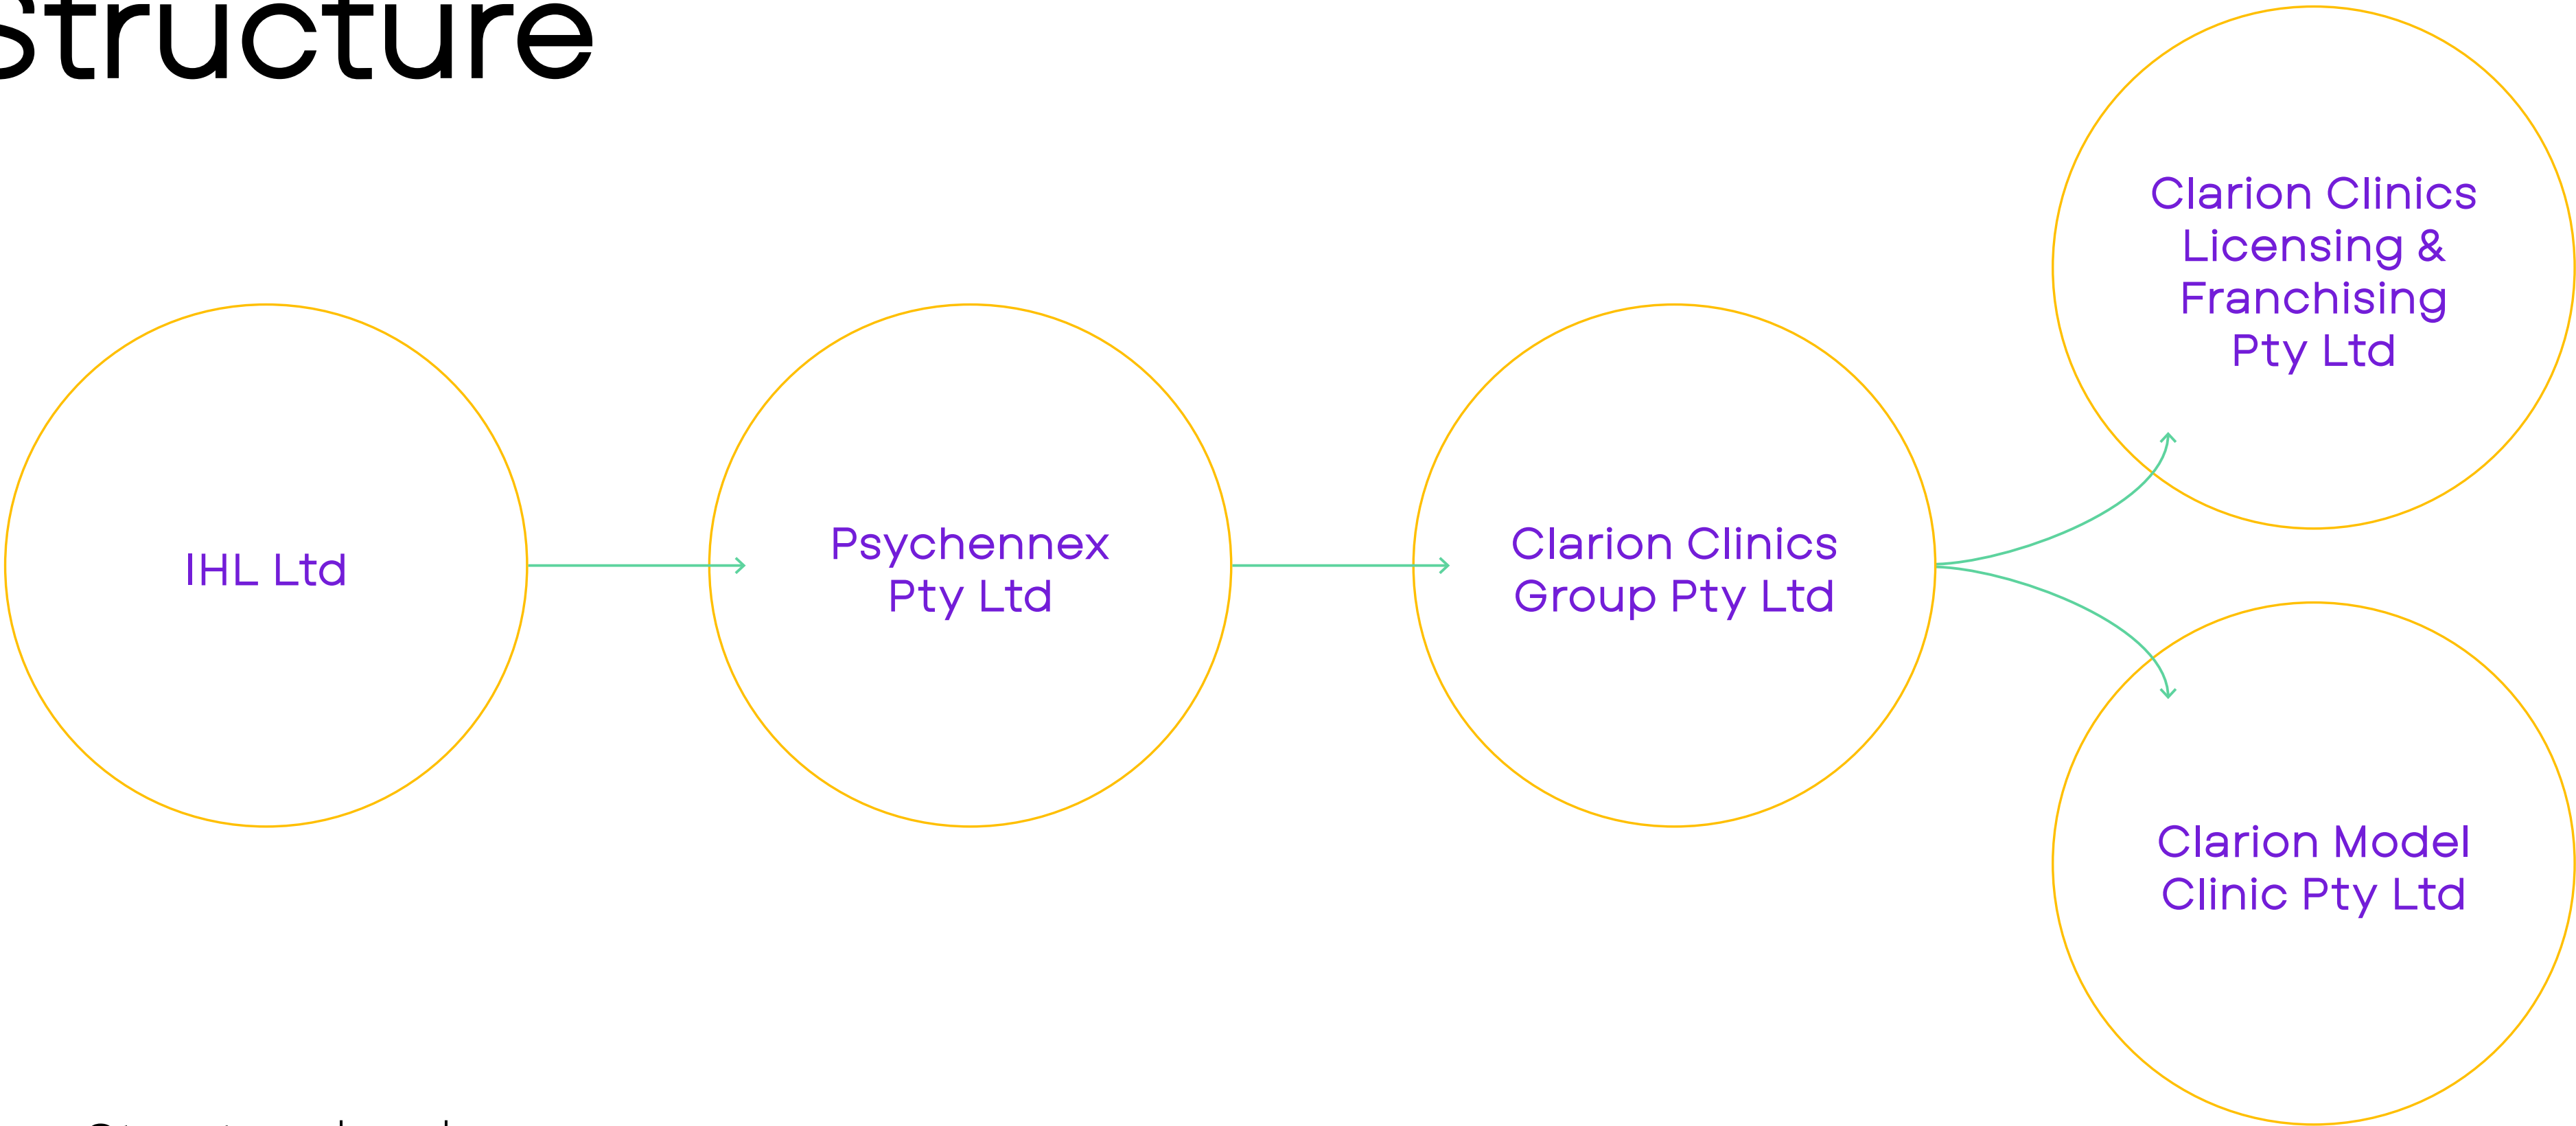 Structure
IHL Ltd
Psychennex
Pty Ltd
Clarion Clinics
Group Pty Ltd
Clarion Clinics
Licensing &
Franchising
Pty Ltd
Clarion Model
Clinic Pty Ltd